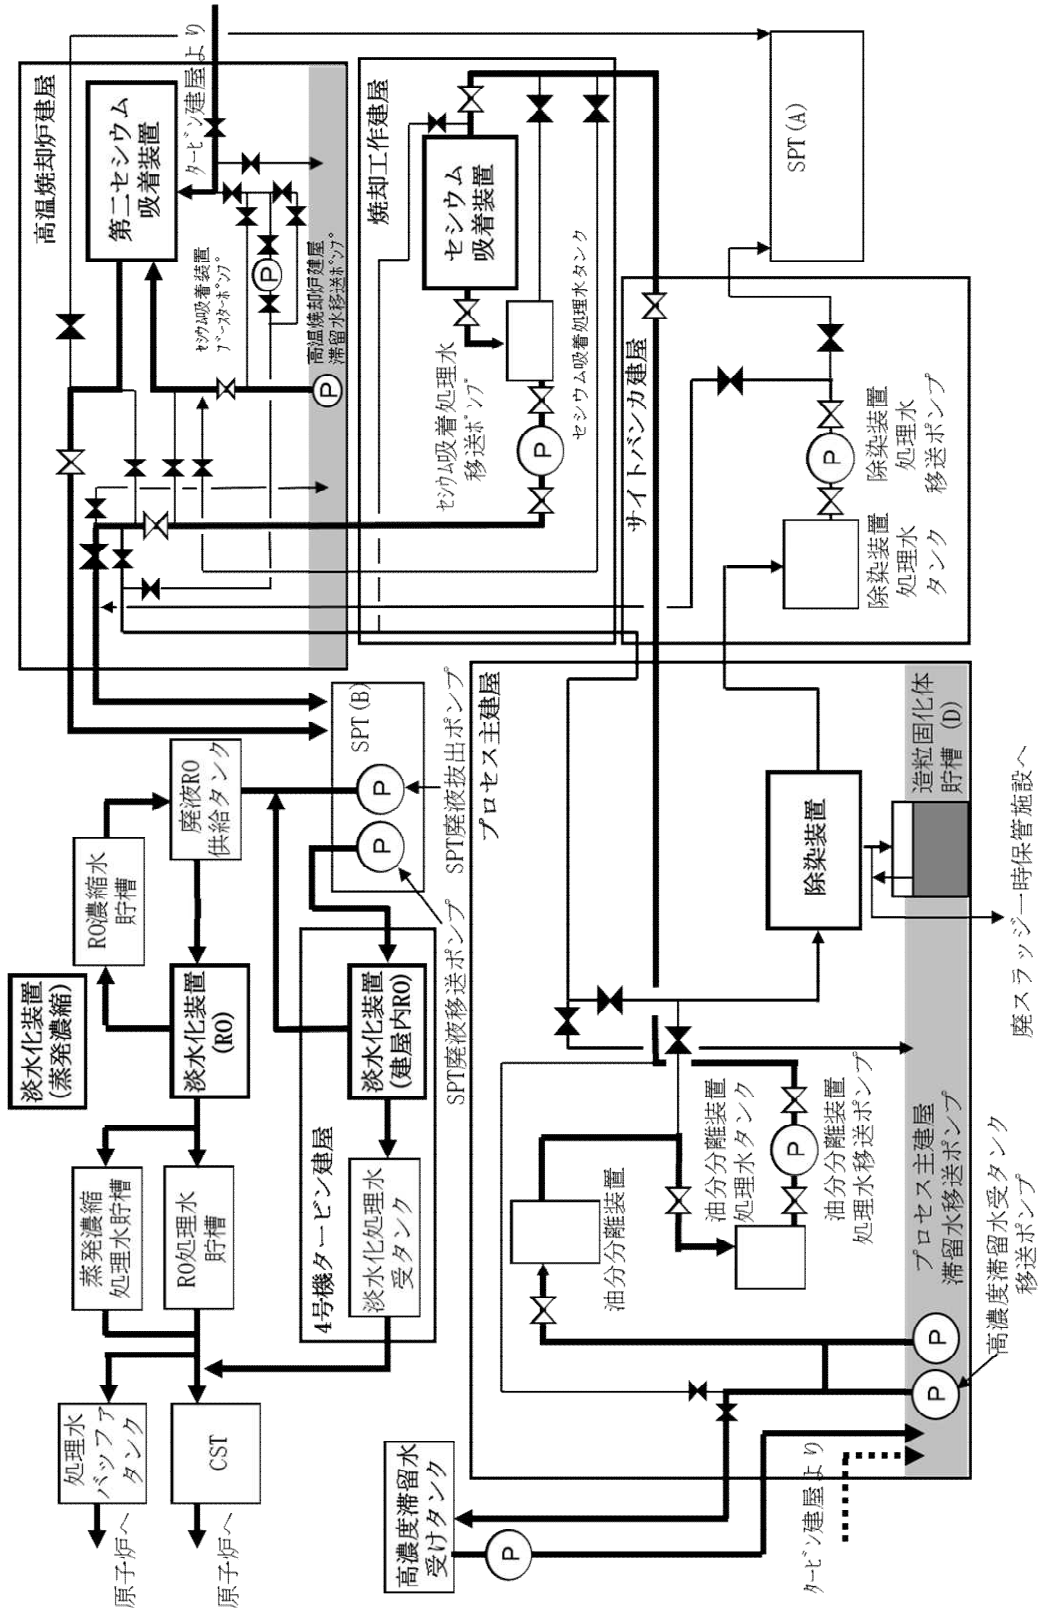 高温焼却炉建屋
第二セシウム
吸着装置
タービン建屋より
セシウム吸着装置
ブースターポンプ
P
高温焼却炉建屋
滞留水移送ポンプ
P
焼却工作建屋
セシウム
吸着装置
セシウム吸着処理水
移送ポンプ
P
セシウム吸着処理水タンク
SPT(A)
サイトバンカ建屋
P
除染装置
処理水
移送ポンプ
除染装置
処理水
タンク
SPT(B)
P
P
SPT廃液抜出ポンプ
SPT廃液移送ポンプ
廃液RO
供給タンク
RO濃縮水
貯槽
淡水化装置
(蒸発濃縮)
淡水化装置
(RO)
淡水化装置
(建屋内RO)
4号機タービン建屋
淡水化処理水
受タンク
蒸発濃縮
処理水貯槽
RO処理水
貯槽
処理水
バッファ
タンク
CST
原子炉へ
原子炉へ
プロセス主建屋
造粒固化体
貯槽(D)
除染装置
廃スラッジ一時保管施設へ
油分分離装置
油分分離装置
処理水タンク
P
油分分離装置
処理水移送ポンプ
プロセス主建屋
滞留水移送ポンプ
P
P
高濃度滞留水受タンク
移送ポンプ
高濃度滞留水
受けタンク
P
タービン建屋より